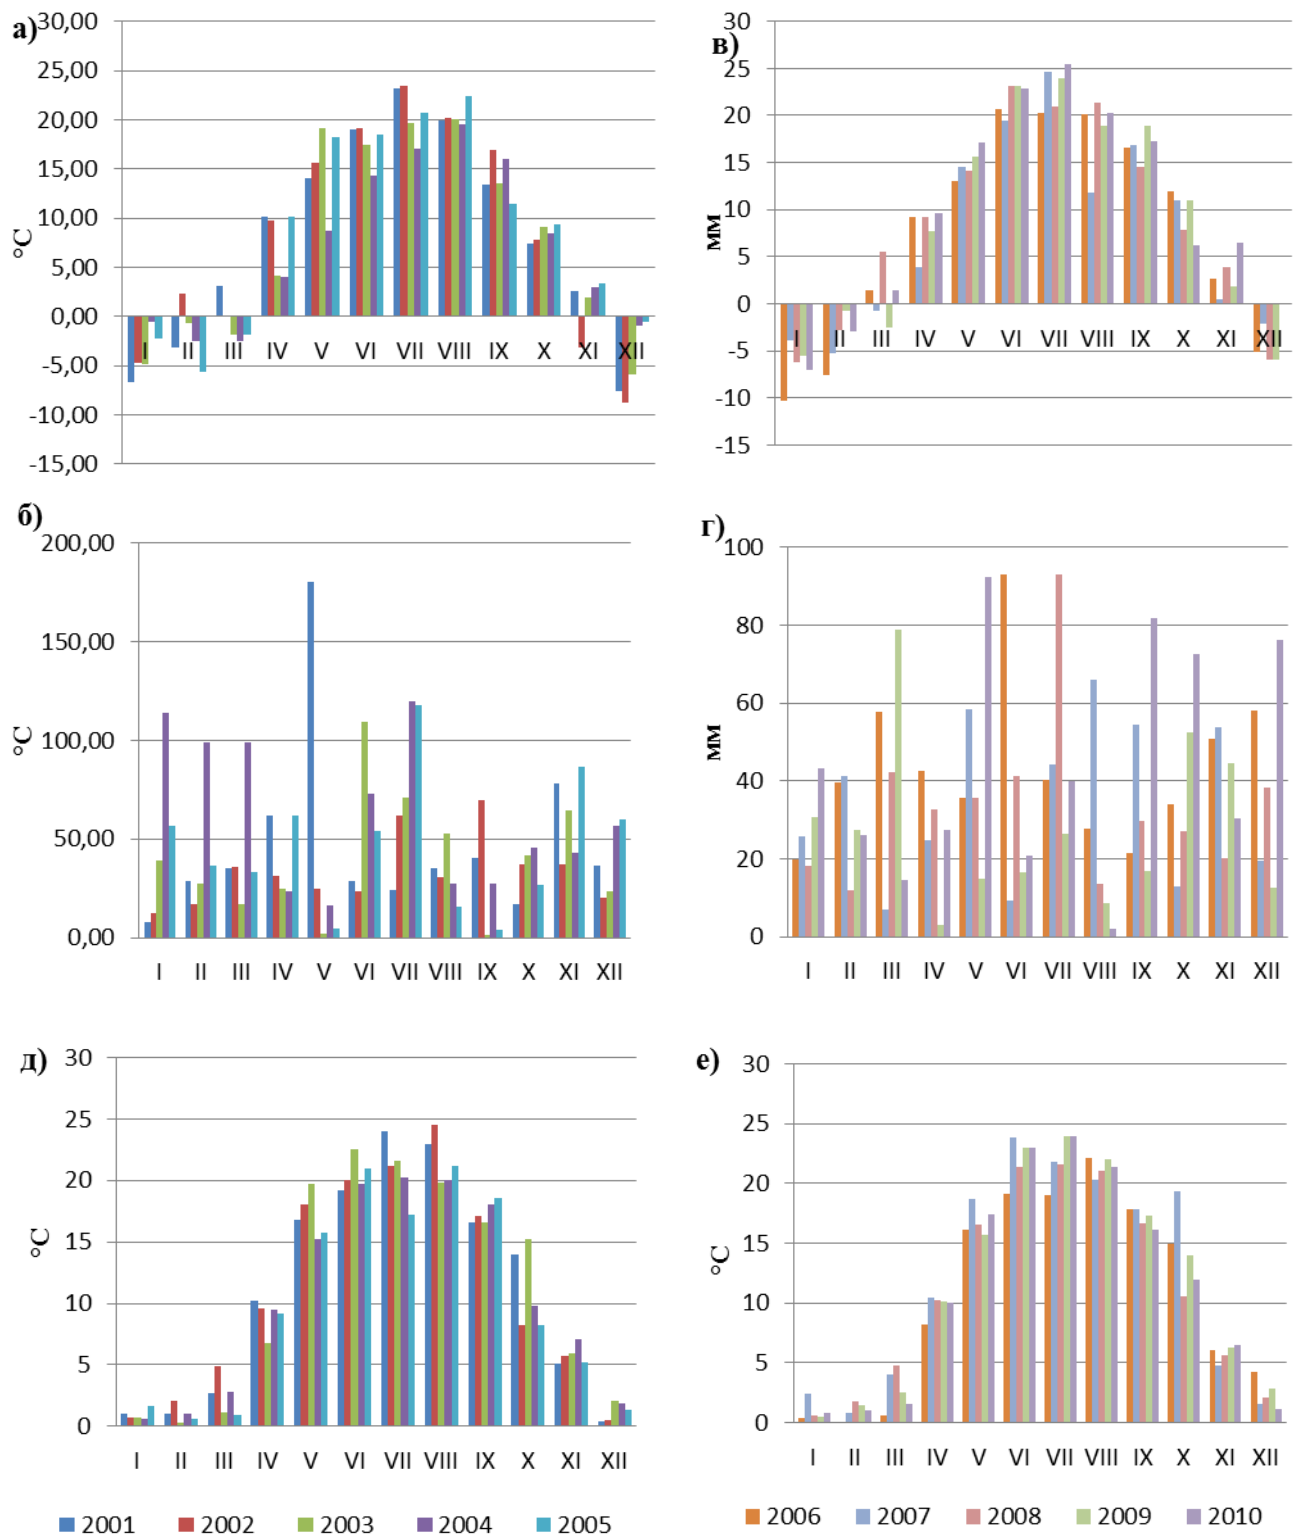 а)
30,00
25,00
20,00
15,00
10,00
5,00
0,00
-5,00
-10,00
-15,00
°С
I II III IV V VI VII VIII IX X XI XII
в)
30
25
20
15
10
5
0
-5
-10
-15
мм
I II III IV V VI VII VIII IX X XI XII
б)
200,00
150,00
100,00
50,00
0,00
°С
I II III IV V VI VII VIII IX X XI XII
г)
100
80
60
40
20
0
мм
I II III IV V VI VII VIII IX X XI XII
д)
30
25
20
15
10
5
0
°С
I II III IV V VI VII VIII IX X XI XII
2001 2002 2003 2004 2005
е)
30
25
20
15
10
5
0
°С
I II III IV V VI VII VIII IX X XI XII
2006 2007 2008 2009 2010